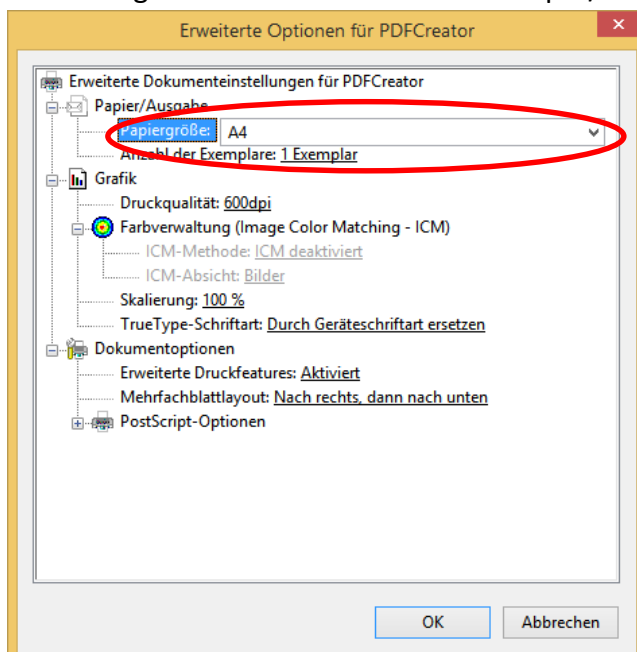 Erweiterte Optionen für PDFCreator
Erweiterte Dokumenteinstellungen für PDFCreator
Papier/Ausgabe
Papiergröße: A4
Anzahl der Exemplare: 1 Exemplar
Grafik
Druckqualität: 600dpi
Farbverwaltung (Image Color Matching - ICM)
ICM-Methode: ICM deaktiviert
ICM-Absicht: Bilder
Skalierung: 100 %
TrueType-Schriftart: Durch Geräteschriftart ersetzen
Dokumentoptionen
Erweiterte Druckfeatures: Aktiviert
Mehrfachblattlayout: Nach rechts, dann nach unten
PostScript-Optionen
OK Abbrechen